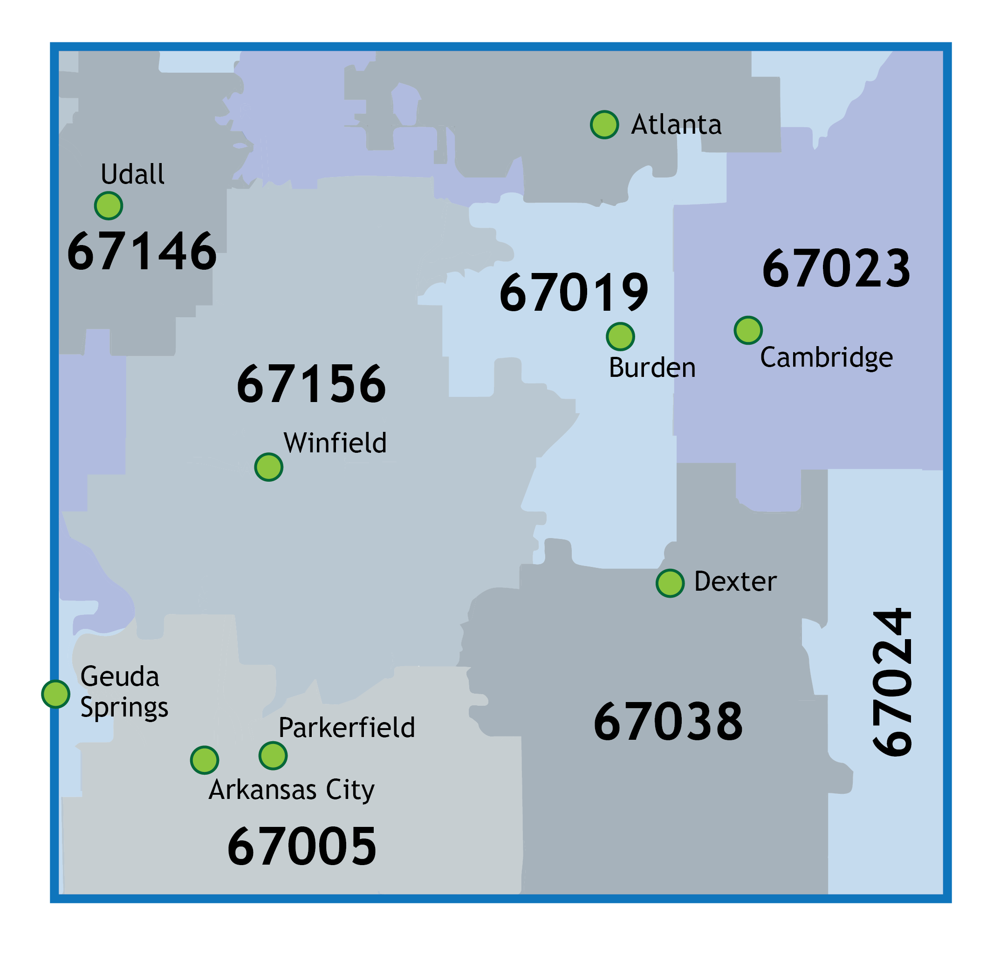 Atlanta
Udall
67146
67023
67019
Cambridge
Burden
67156
Winfield
Dexter
67024
Geuda
Springs
67038
Parkerfield
Arkansas City
67005